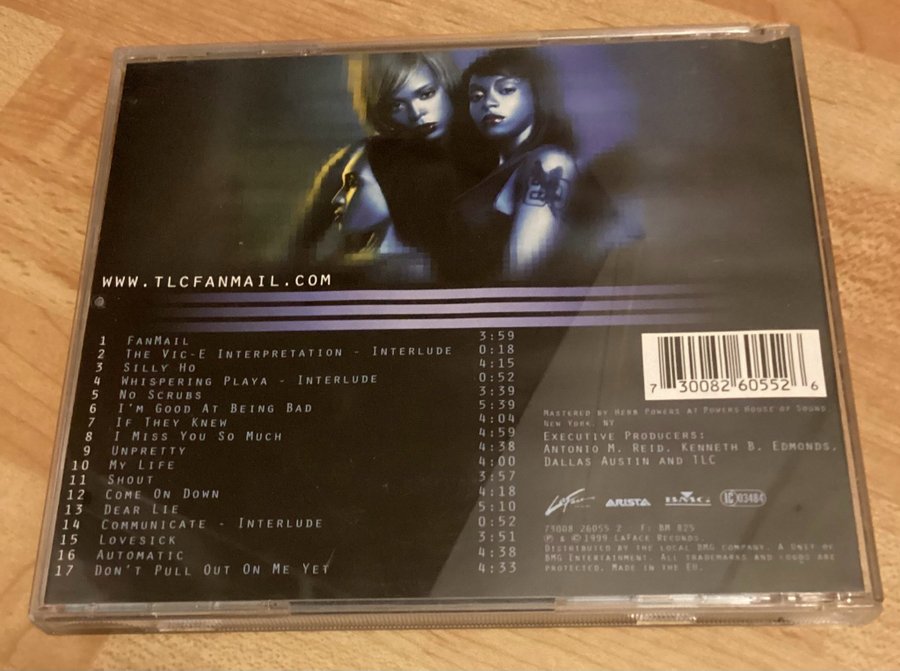 WWW.TLCFANMAIL.COM
1 FanMail 3:59
2 The Vic-E Interpretation - Interlude 0:18
3 Silly Ho 4:15
4 Whispering Playa - Interlude 0:52
5 No Scrubs 3:39
6 I'm Good At Being Bad 5:39
7 If They Knew 4:04
8 I Miss You So Much 4:59
9 Unpretty 4:38
10 My Life 4:00
11 Shout 3:57
12 Come On Down 4:18
13 Dear Lie 5:10
14 Communicate - Interlude 0:52
15 Lovesick 3:51
16 Automatic 4:38
17 Don't Pull Out On Me Yet 4:33
7 30082 60552 6
Mastered by Herb Powers at Powers House of Sound
New York, NY
Executive Producers:
Antonio M. Reid, Kenneth B. Edmonds,
Dallas Austin and TLC
LaFace ARISTA BMG LC 03484
73008 26055 2 F: BM 825
℗ & © 1999 LaFace Records
Distributed by the local BMG company. A Unit of
BMG Entertainment. All trademarks and logos are
protected. Made in the EU.